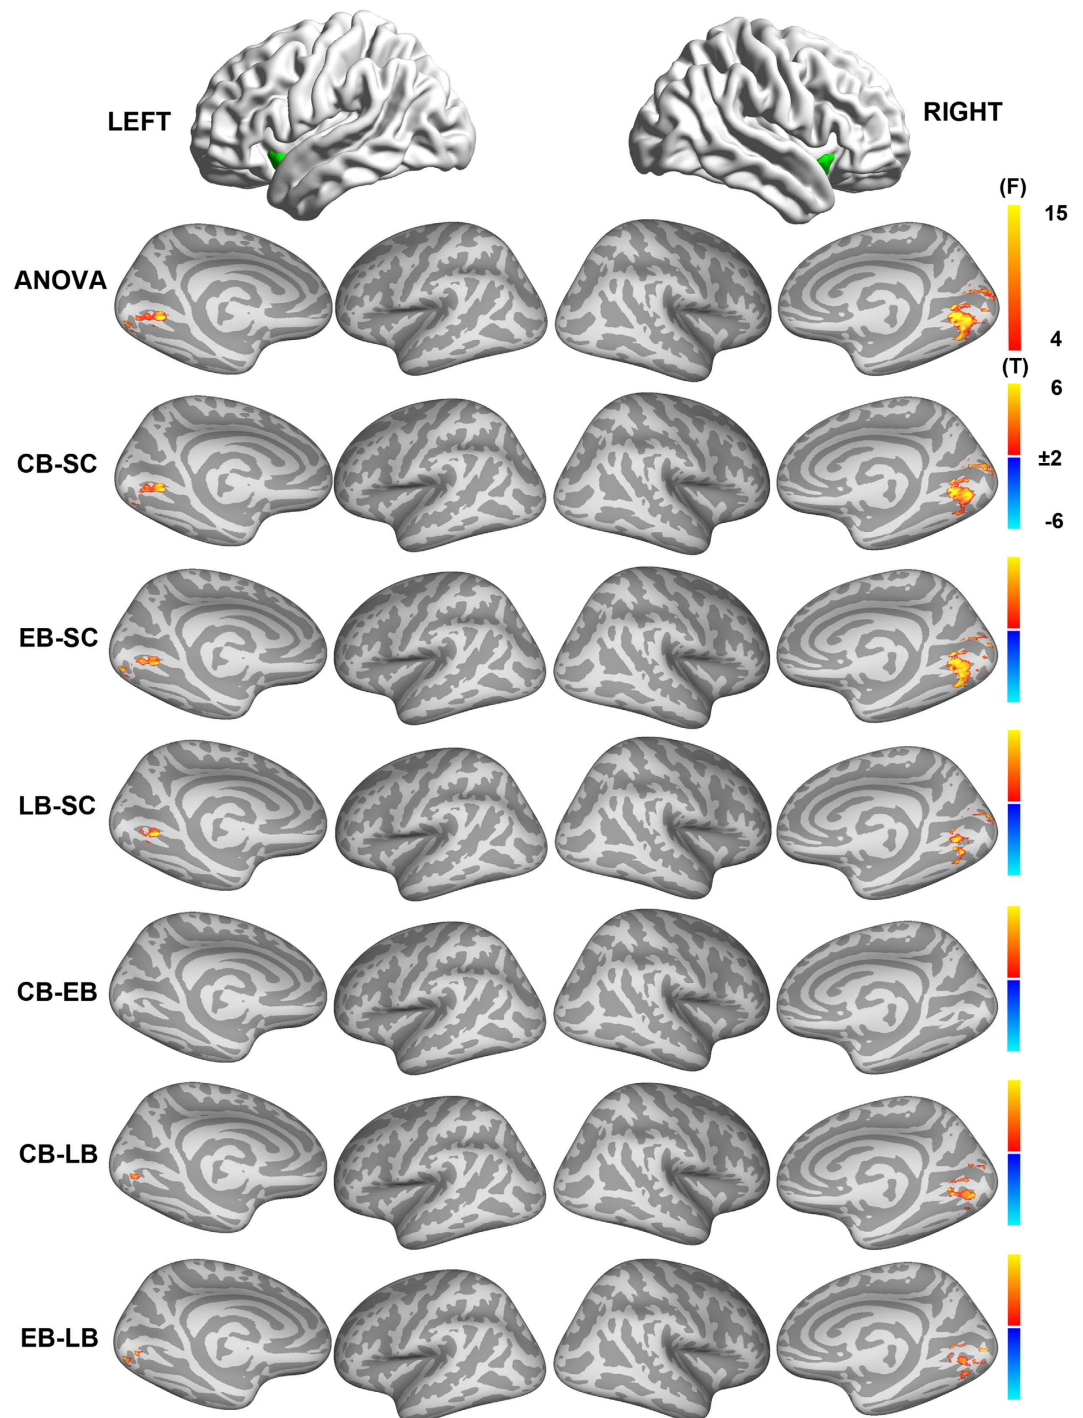 LEFT
RIGHT
(F)
15
ANOVA
4
(T)
6
CB-SC
±2
-6
EB-SC
LB-SC
CB-EB
CB-LB
EB-LB